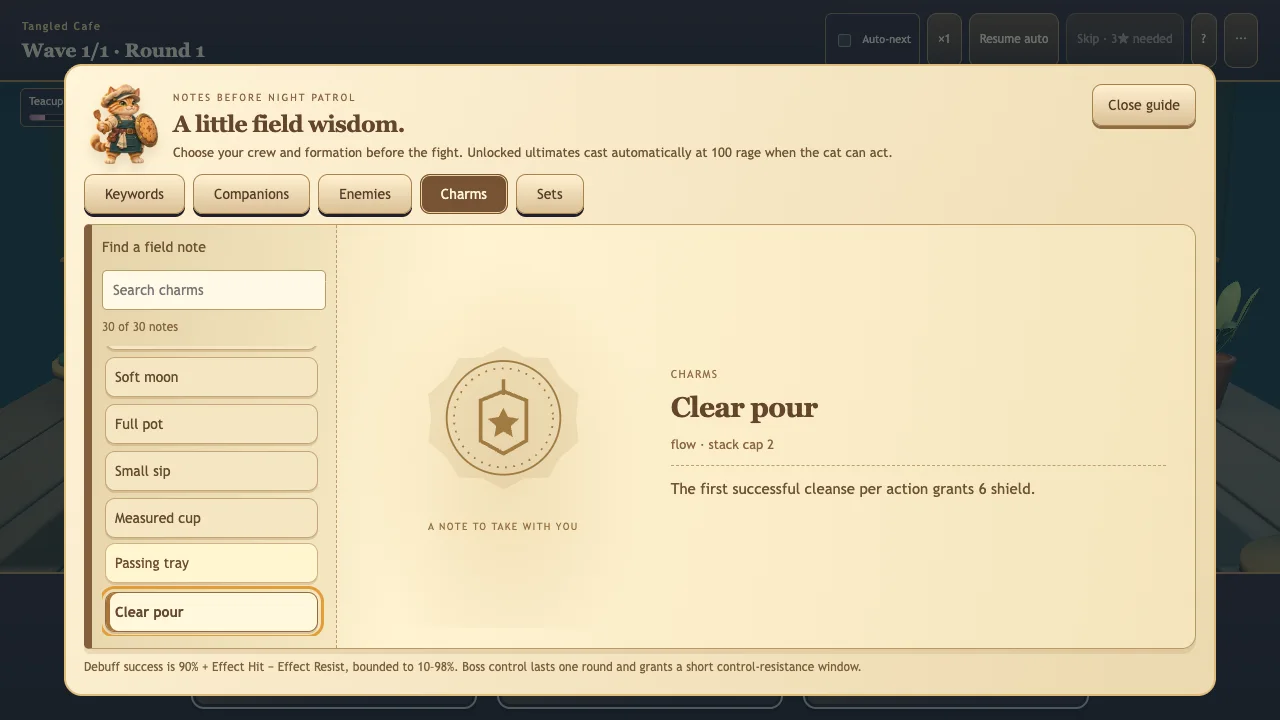 Tangled Cafe
Wave 1/1 · Round 1
Auto-next
×1
Resume auto
Skip · 3★ needed
?
···
Teacup
NOTES BEFORE NIGHT PATROL
A little field wisdom.
Choose your crew and formation before the fight. Unlocked ultimates cast automatically at 100 rage when the cat can act.
Close guide
Keywords
Companions
Enemies
Charms
Sets
Find a field note
Search charms
30 of 30 notes
Soft moon
Full pot
Small sip
Measured cup
Passing tray
Clear pour
A NOTE TO TAKE WITH YOU
CHARMS
Clear pour
flow · stack cap 2
The first successful cleanse per action grants 6 shield.
Debuff success is 90% + Effect Hit − Effect Resist, bounded to 10–98%. Boss control lasts one round and grants a short control-resistance window.